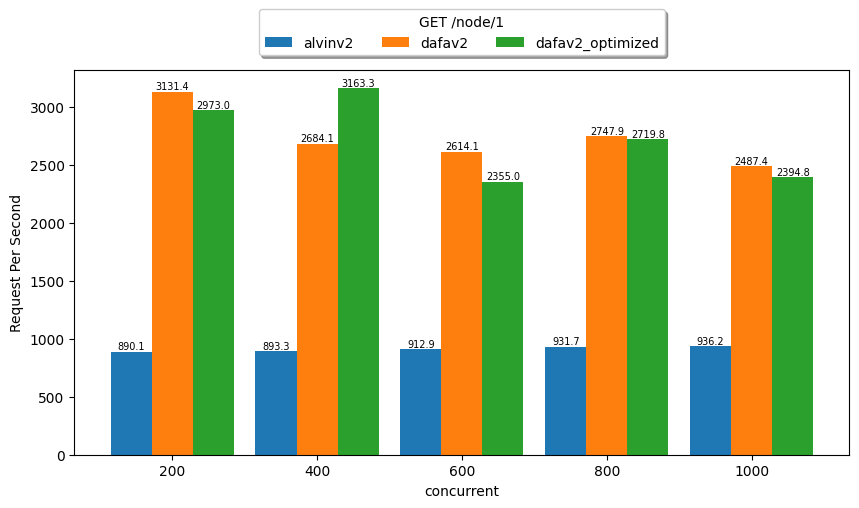 GET /node/1
alvinv2 dafav2 dafav2_optimized
Request Per Second
3000
2500
2000
1500
1000
500
0
890.1 3131.4 2973.0
893.3 2684.1 3163.3
912.9 2614.1 2355.0
931.7 2747.9 2719.8
936.2 2487.4 2394.8
200 400 600 800 1000
concurrent